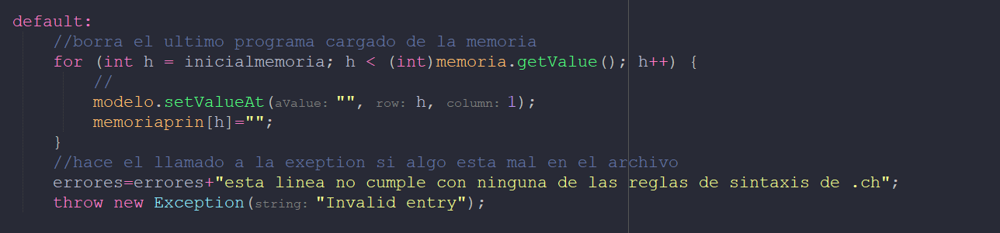 default:
//borra el ultimo programa cargado de la memoria
for (int h = inicialmemoria; h < (int)memoria.getValue(); h++) {
//
modelo.setValueAt(aValue: "", row: h, column: 1);
memoriaprin[h]="";
}
//hace el llamado a la exeption si algo esta mal en el archivo
errores=errores+"esta linea no cumple con ninguna de las reglas de sintaxis de .ch";
throw new Exception(string: "Invalid entry");